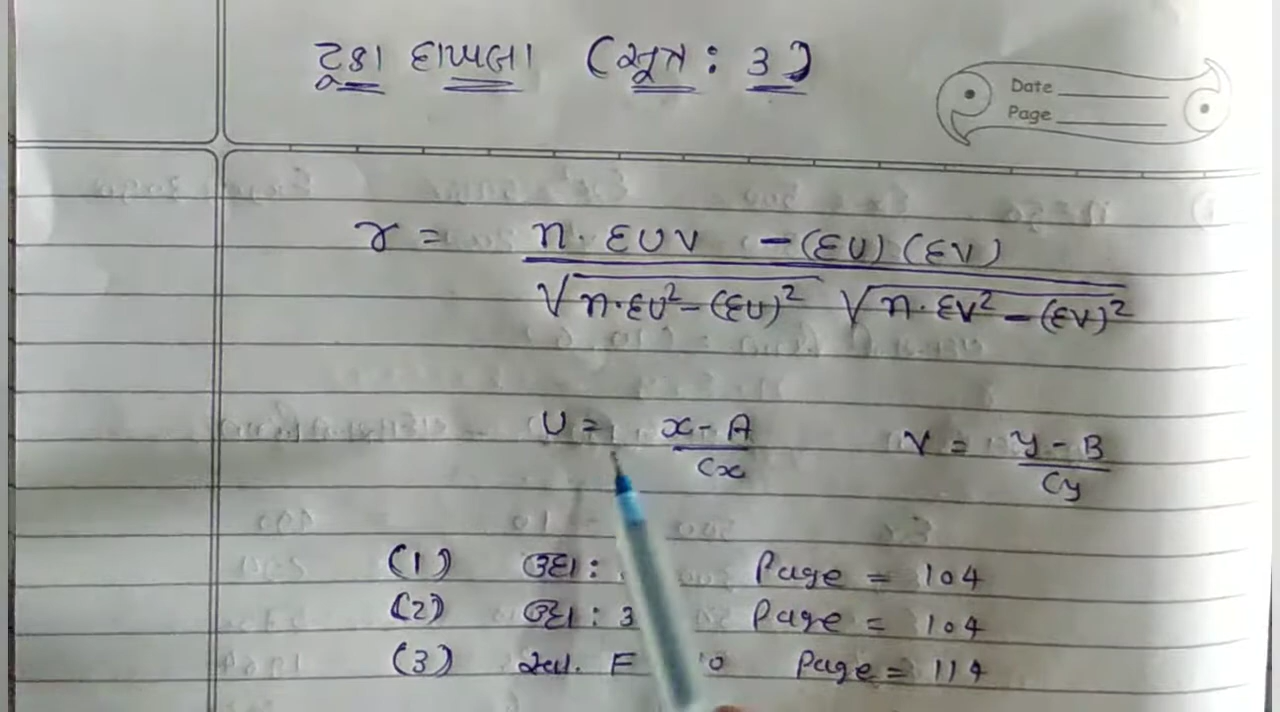 ટૂંકા દાખલા (સૂત્ર : 3)
Date
Page
r = n · ΣUV - (ΣU) (ΣV) / √n·ΣU² - (ΣU)² √n·ΣV² - (ΣV)²
U = x - A / Cx V = y - B / Cy
(1) ઉદા : Page = 104
(2) ઉદા : 3 Page = 104
(3) સ્વા. F Page = 114